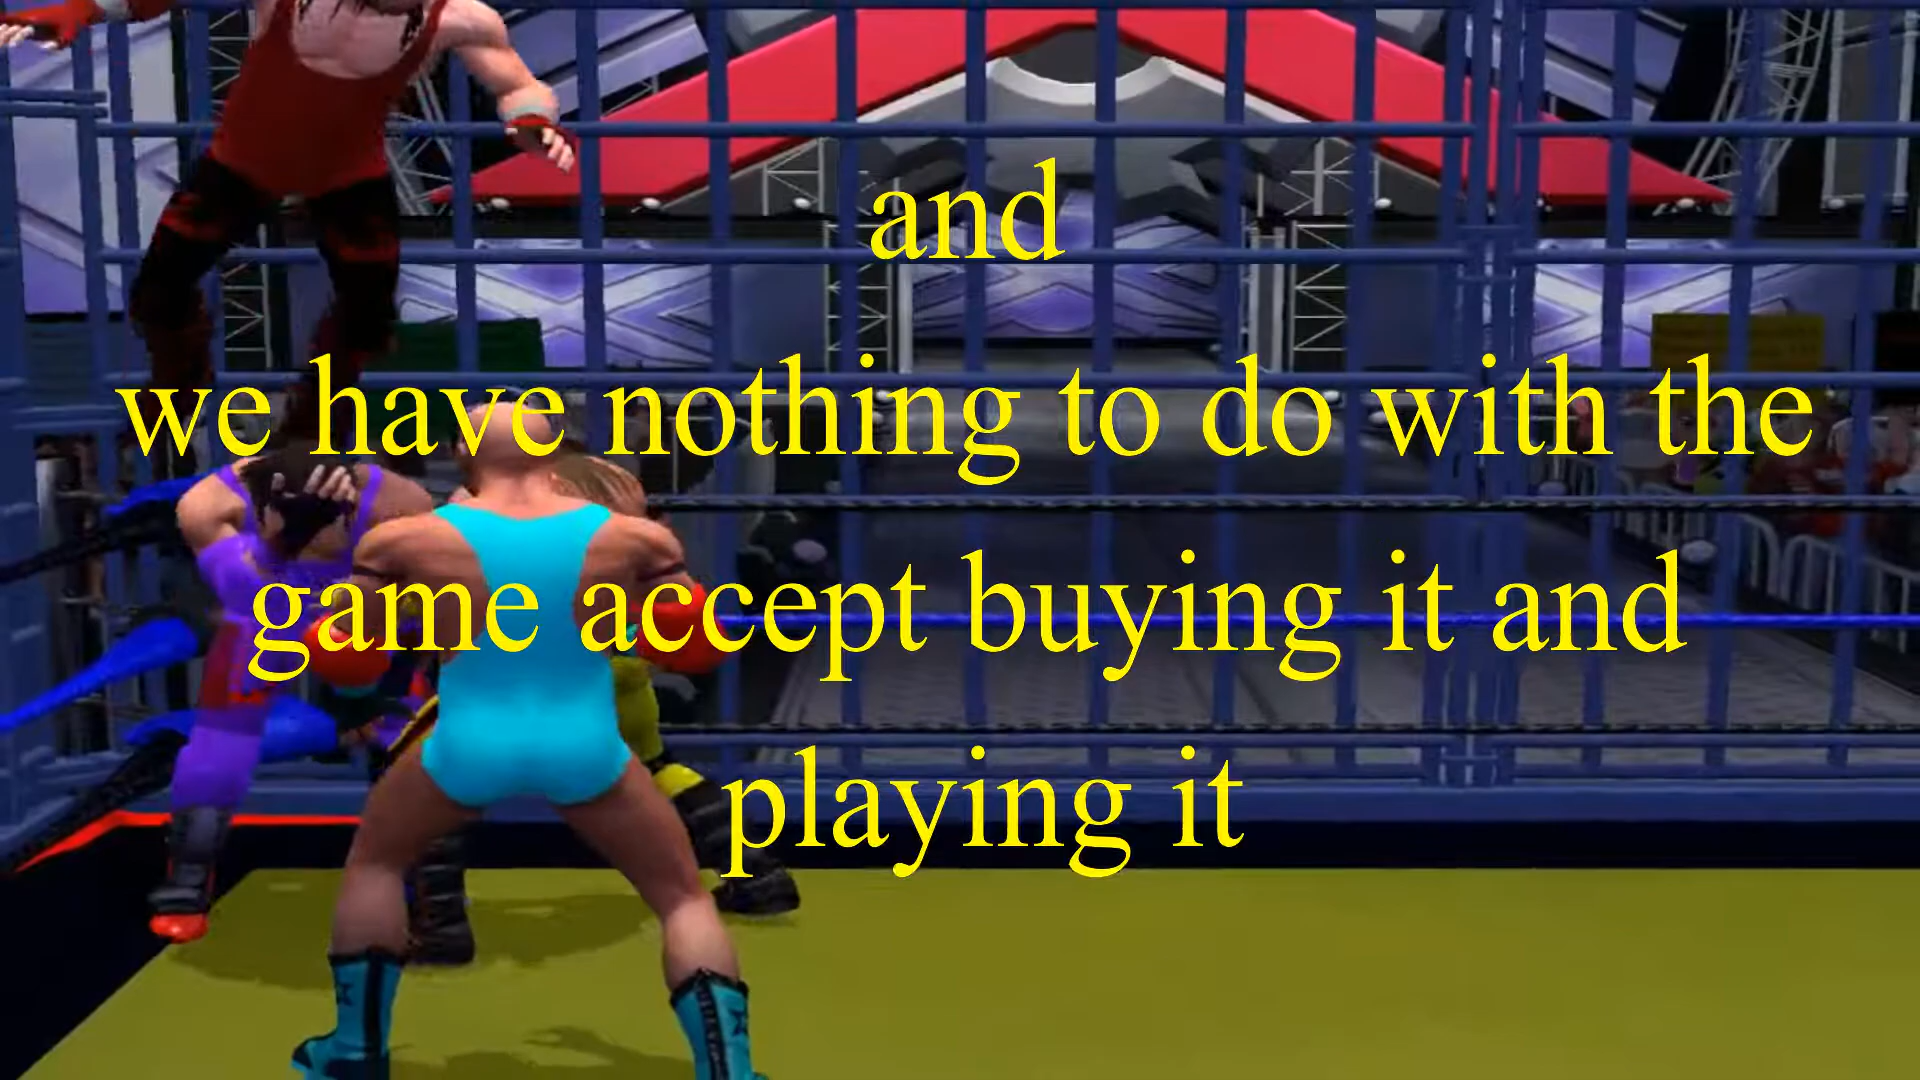 and
we have nothing to do with the
game accept buying it and
playing it